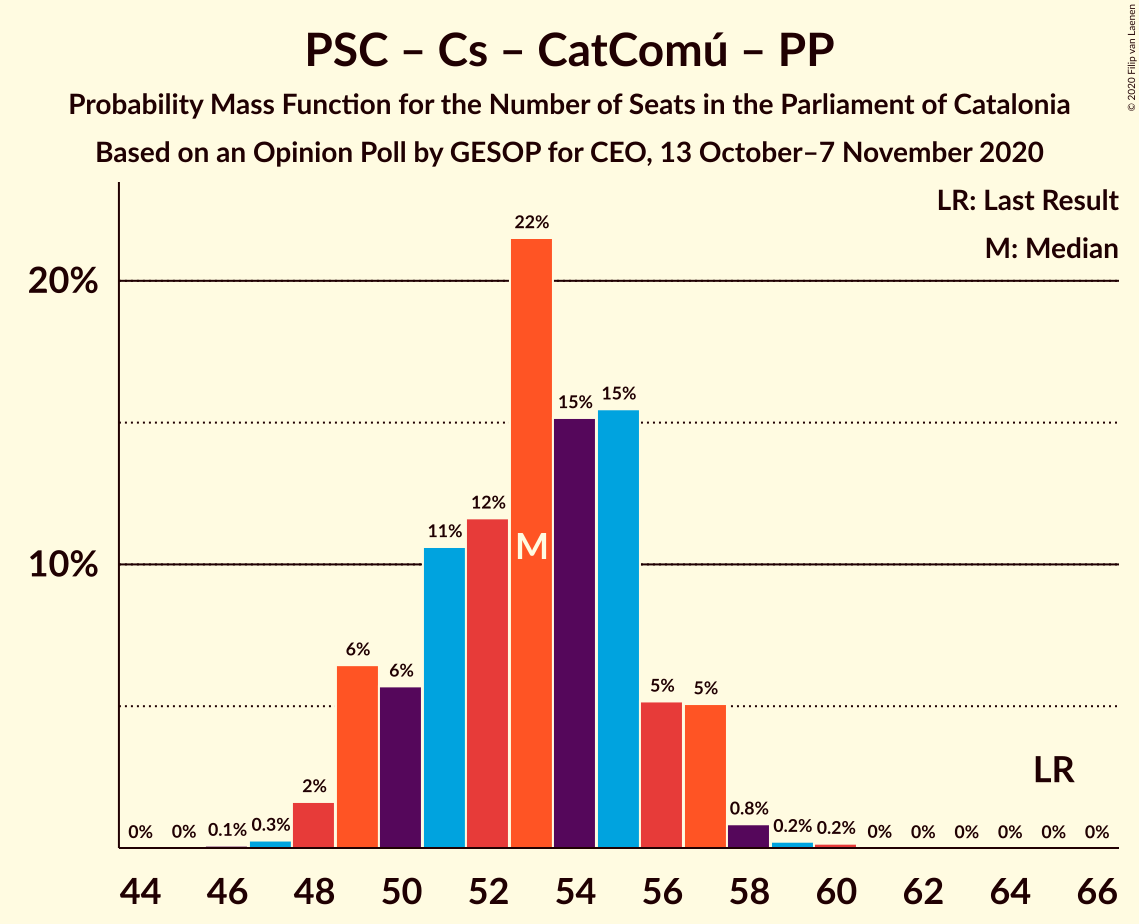 PSC – Cs – CatComú – PP
Probability Mass Function for the Number of Seats in the Parliament of Catalonia
Based on an Opinion Poll by GESOP for CEO, 13 October–7 November 2020
© 2020 Filip van Laenen
LR: Last Result
M: Median
20%
10%
0% 0% 0.1% 0.3% 2% 6% 6% 11% 12% 22% 15% 15% 5% 5% 0.8% 0.2% 0.2% 0% 0% 0% 0% 0% 0%
M
LR
44 46 48 50 52 54 56 58 60 62 64 66